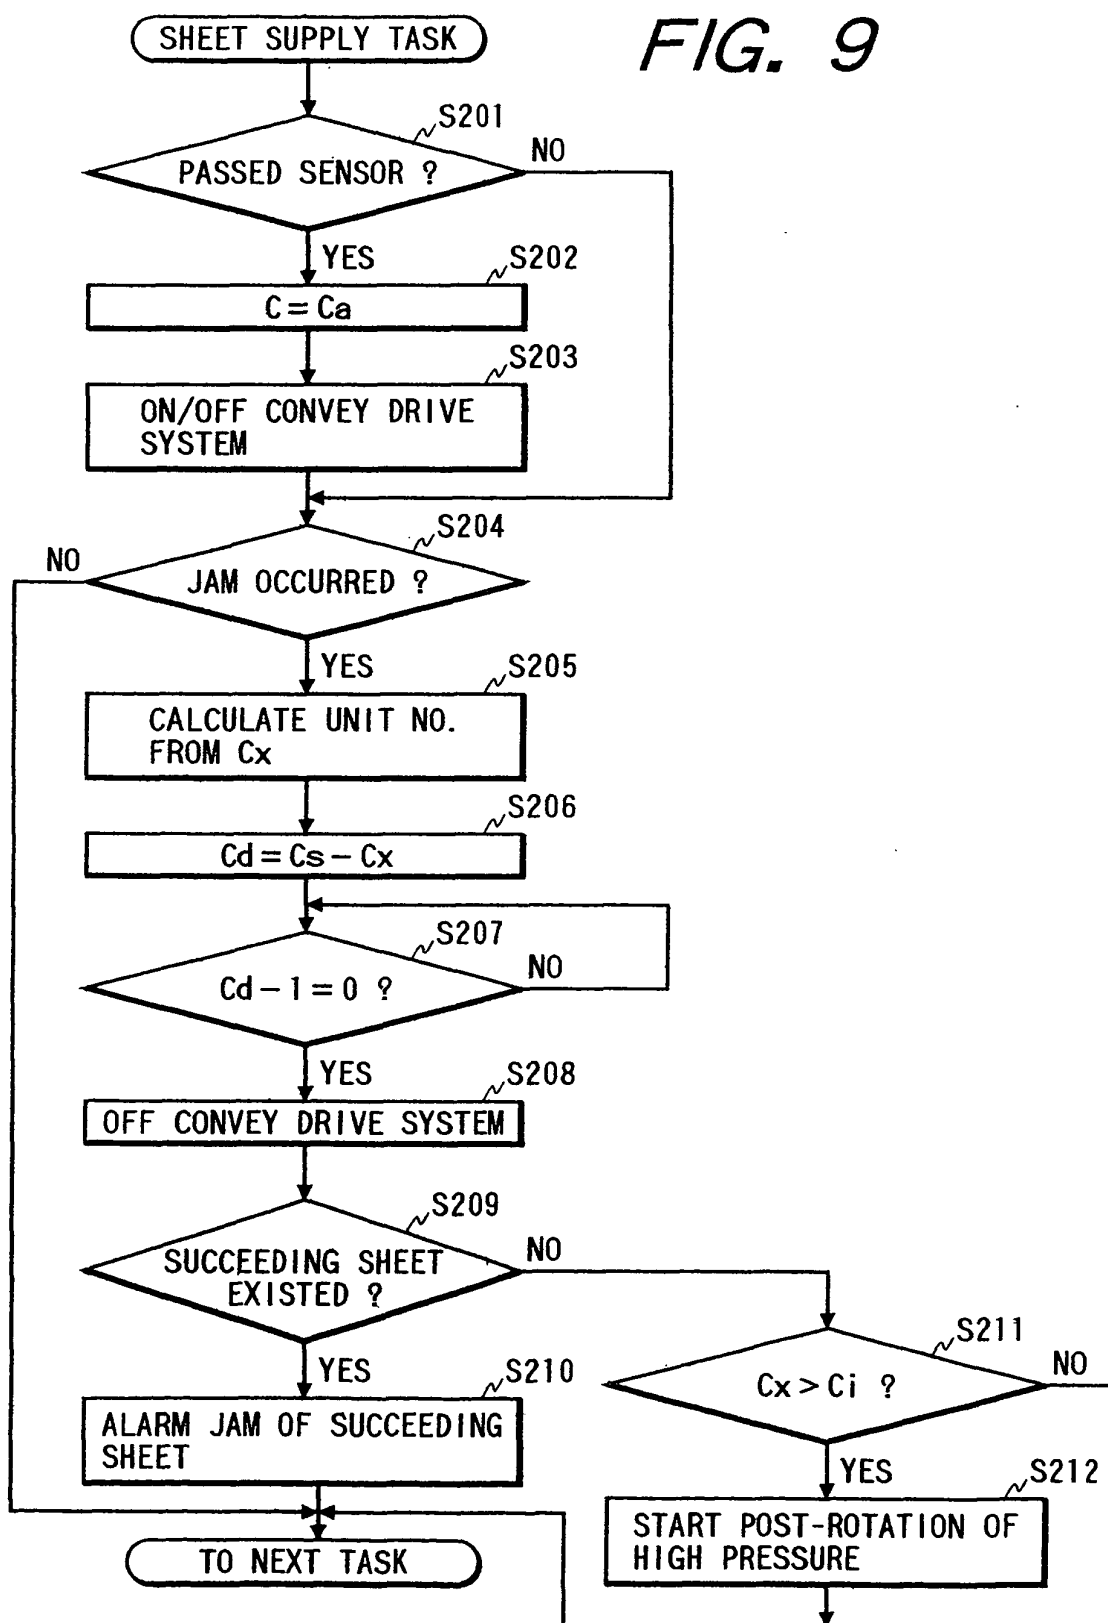 FIG. 9
SHEET SUPPLY TASK
S201
PASSED SENSOR ?
NO
YES
S202
C=Ca
S203
ON/OFF CONVEY DRIVE
SYSTEM
S204
NO
JAM OCCURRED ?
YES
S205
CALCULATE UNIT NO.
FROM Cx
S206
Cd=Cs-Cx
S207
Cd-1=0 ?
NO
YES
S208
OFF CONVEY DRIVE SYSTEM
S209
SUCCEEDING SHEET
EXISTED ?
NO
YES
S210
ALARM JAM OF SUCCEEDING
SHEET
TO NEXT TASK
S211
Cx>Ci ?
NO
YES
S212
START POST-ROTATION OF
HIGH PRESSURE